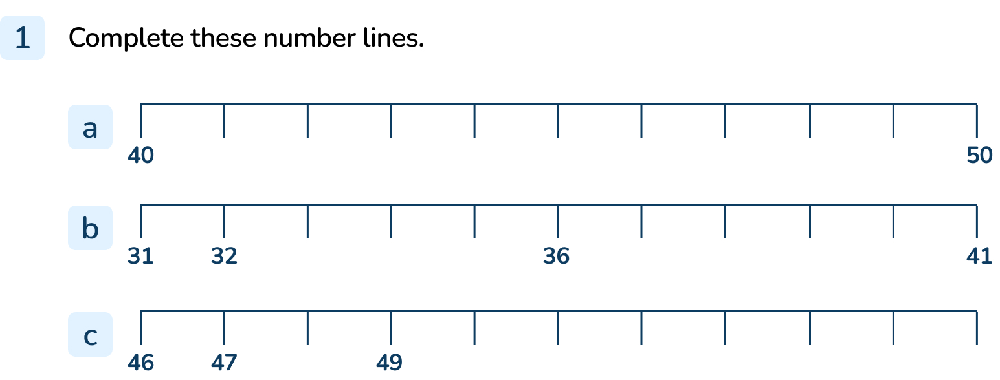 1 Complete these number lines.
a
40 50
b
31 32 36 41
c
46 47 49